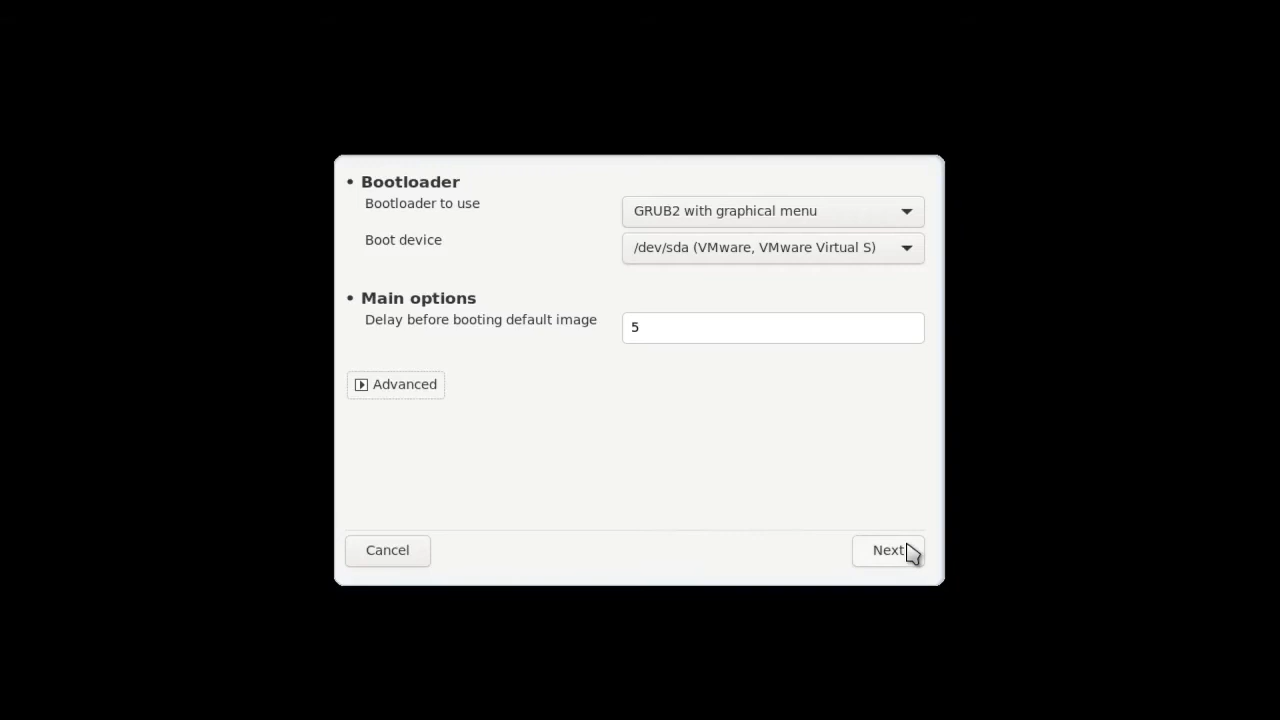 • Bootloader
Bootloader to use
GRUB2 with graphical menu
Boot device
/dev/sda (VMware, VMware Virtual S)
• Main options
Delay before booting default image
5
Advanced
Cancel
Next